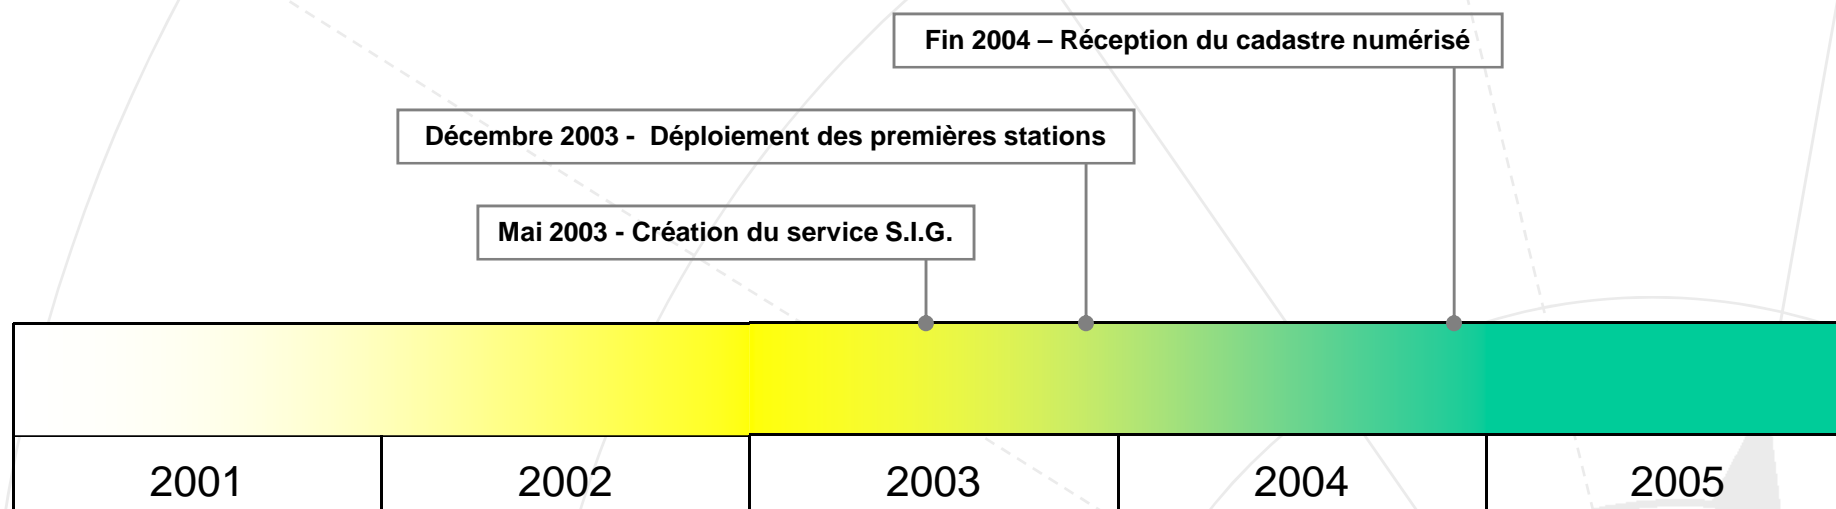 Fin 2004 – Réception du cadastre numérisé
Décembre 2003 -  Déploiement des premières stations
Mai 2003 - Création du service S.I.G.
2001
2002
2003
2004
2005